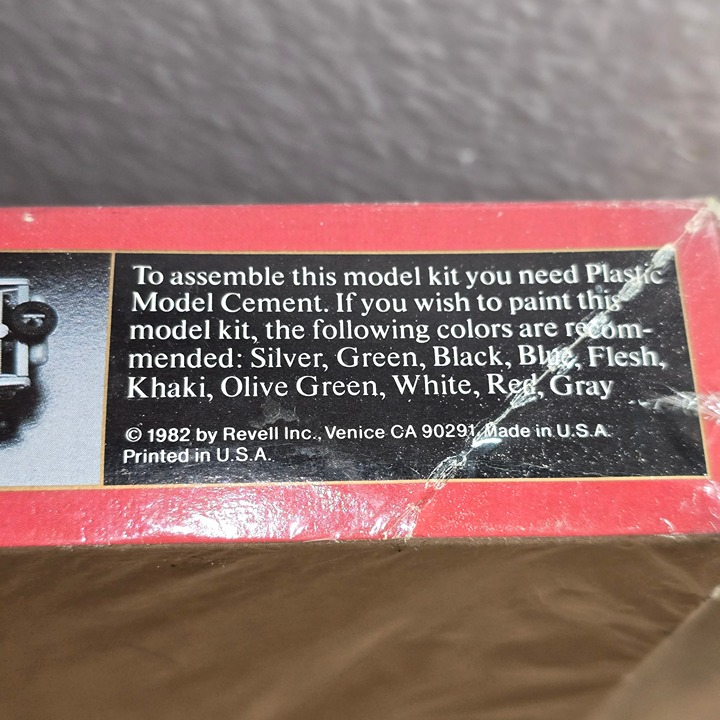 To assemble this model kit you need Plastic
Model Cement. If you wish to paint this
model kit, the following colors are recom-
mended: Silver, Green, Black, Blue, Flesh,
Khaki, Olive Green, White, Red, Gray
© 1982 by Revell Inc., Venice CA 90291 Made in U.S.A.
Printed in U.S.A.